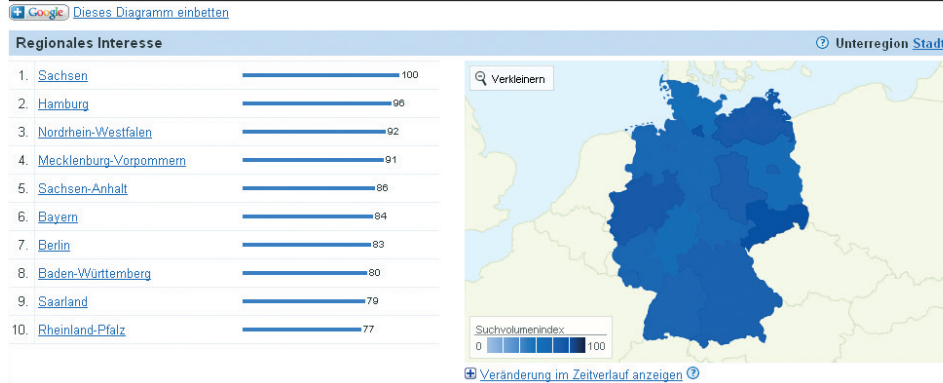 Google Dieses Diagramm einbetten
Regionales Interesse
Unterregion Stadt
1. Sachsen 100
2. Hamburg 96
3. Nordrhein-Westfalen 92
4. Mecklenburg-Vorpommern 91
5. Sachsen-Anhalt 86
6. Bayern 84
7. Berlin 83
8. Baden-Württemberg 80
9. Saarland 79
10. Rheinland-Pfalz 77
Verkleinern
Suchvolumenindex
0 100
Veränderung im Zeitverlauf anzeigen